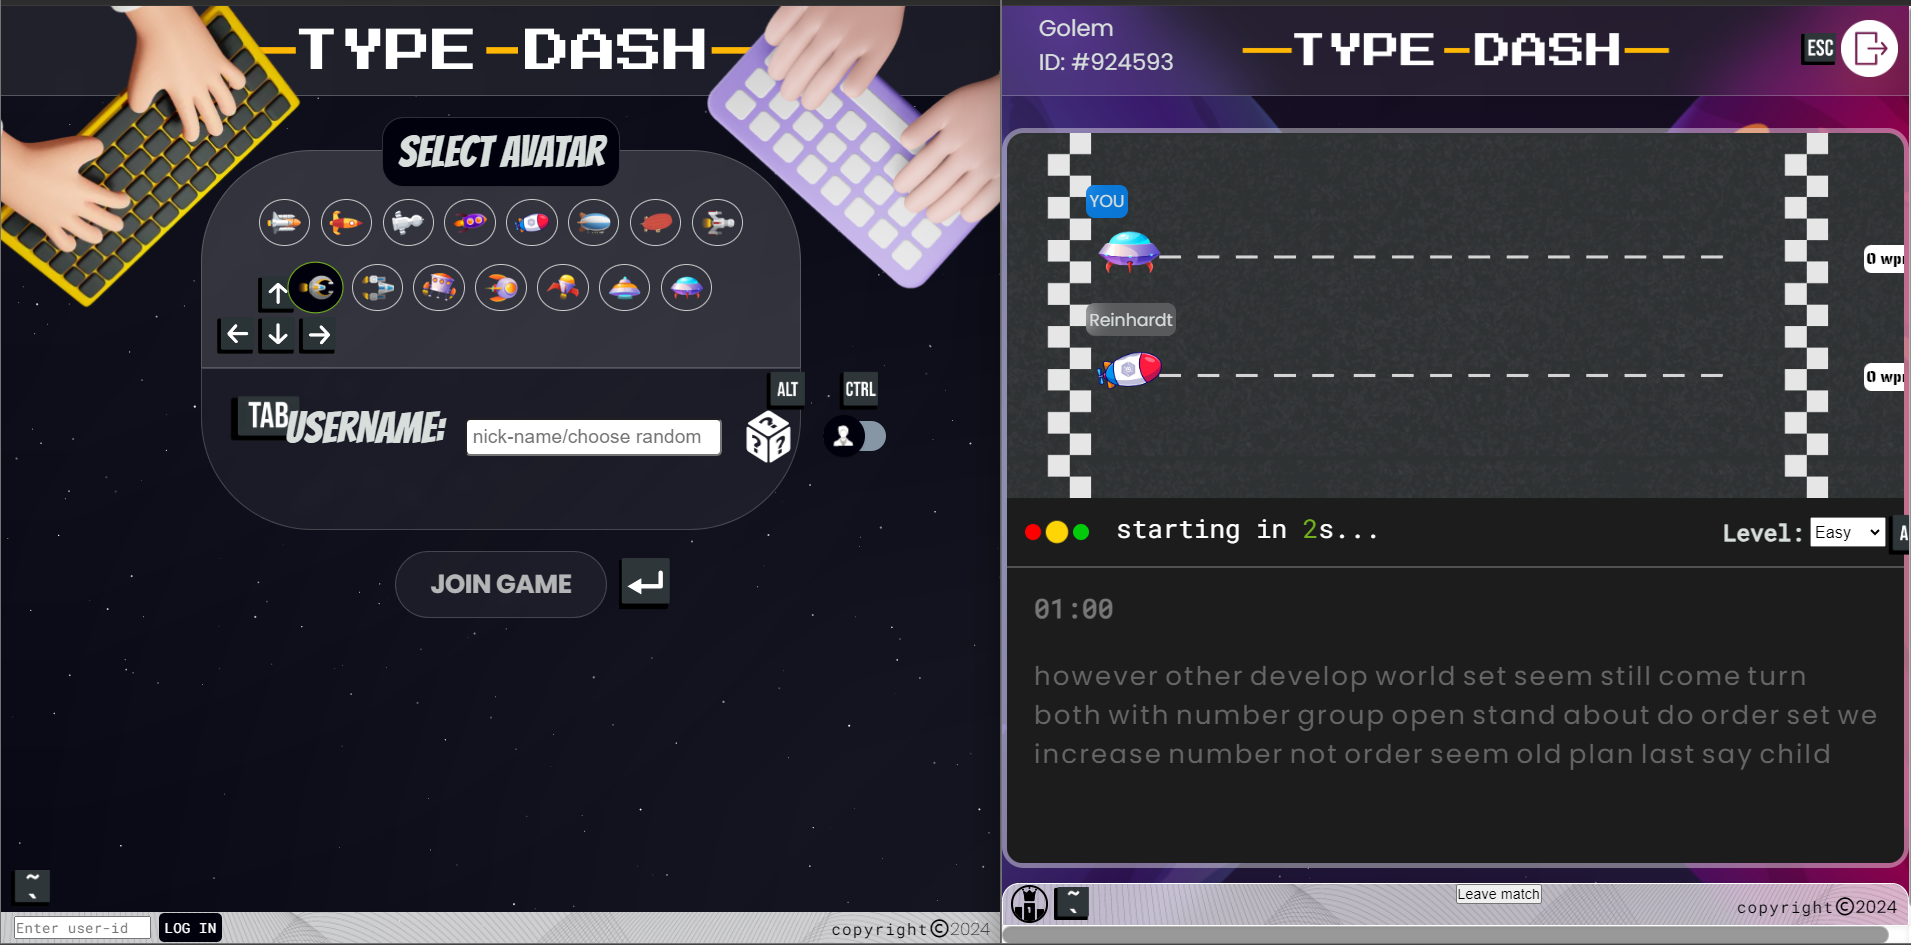 TYPE-DASH
SELECT AVATAR
ALT
CTRL
TAB
USERNAME:
nick-name/choose random
JOIN GAME
~
`
Enter user-id
LOG IN
copyright©2024
Golem
ID: #924593
TYPE-DASH
ESC
YOU
0 wp
Reinhardt
0 wp
starting in 2s...
Level:
Easy
A
01:00
however other develop world set seem still come turn
both with number group open stand about do order set we
increase number not order seem old plan last say child
1
~
`
Leave match
copyright©2024